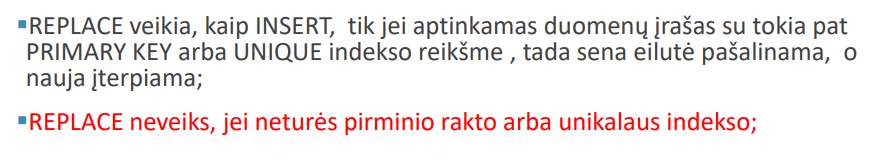 ▪REPLACE veikia, kaip INSERT,  tik jei aptinkamas duomenų įrašas su tokia pat
PRIMARY KEY arba UNIQUE indekso reikšme , tada sena eilutė pašalinama,  o
nauja įterpiama;
▪REPLACE neveiks, jei neturės pirminio rakto arba unikalaus indekso;